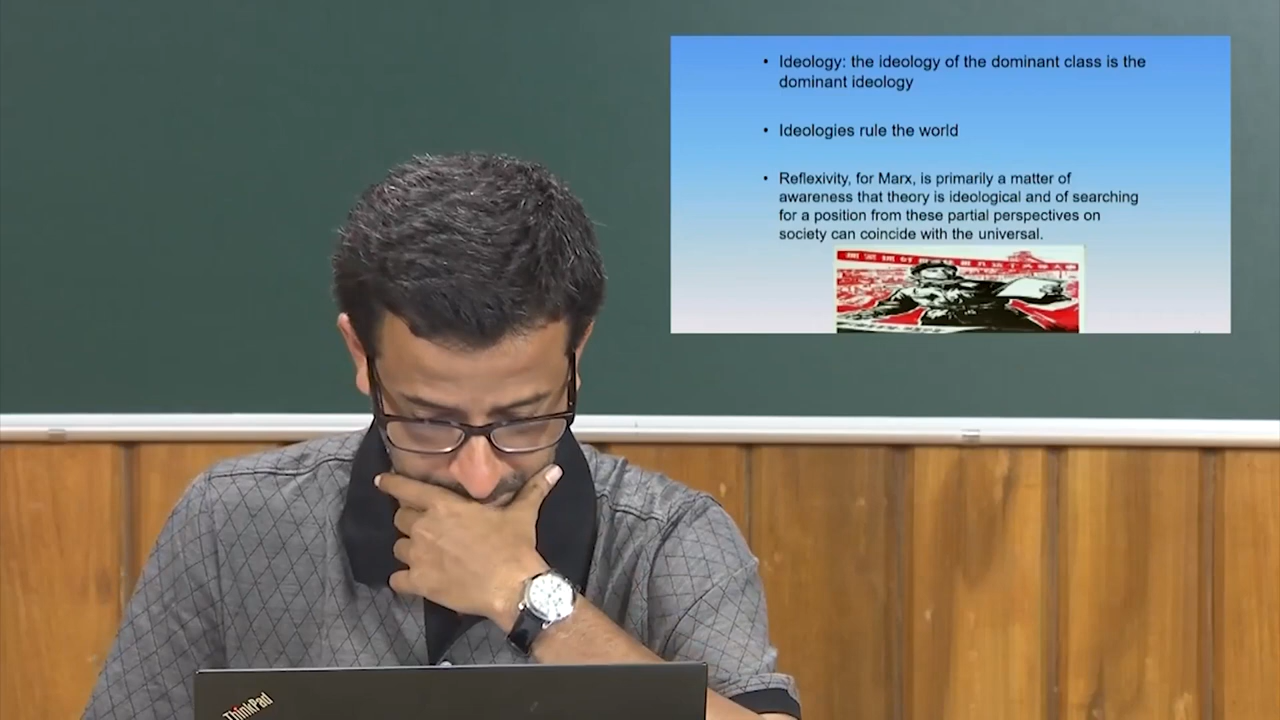 • Ideology: the ideology of the dominant class is the
dominant ideology
• Ideologies rule the world
• Reflexivity, for Marx, is primarily a matter of
awareness that theory is ideological and of searching
for a position from these partial perspectives on
society can coincide with the universal.
ThinkPad